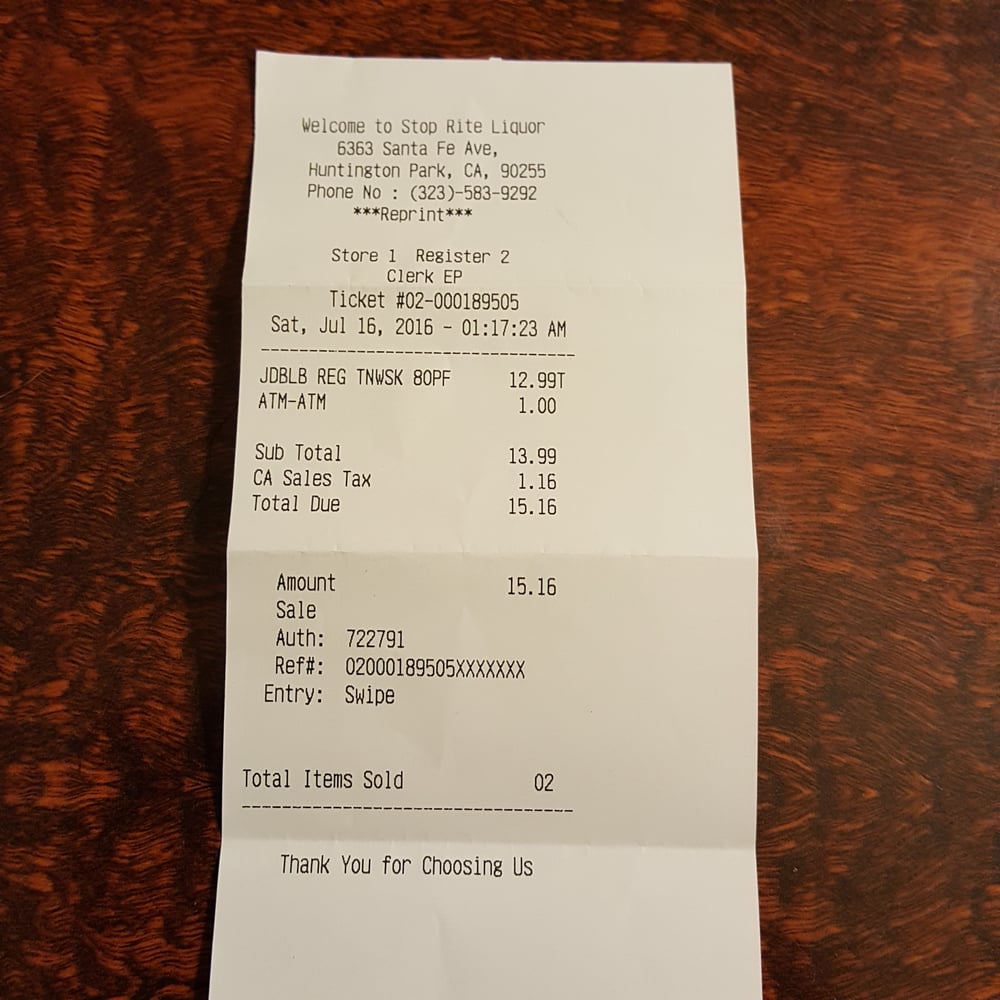 Welcome to Stop Rite Liquor
6363 Santa Fe Ave,
Huntington Park, CA, 90255
Phone No : (323)-583-9292
***Reprint***
Store 1 Register 2
Clerk EP
Ticket #02-000189505
Sat, Jul 16, 2016 - 01:17:23 AM
--------------------------------
JDBLB REG TNWSK 80PF 12.99T
ATM-ATM 1.00
Sub Total 13.99
CA Sales Tax 1.16
Total Due 15.16
Amount 15.16
Sale
Auth: 722791
Ref#: 02000189505XXXXXXX
Entry: Swipe
Total Items Sold 02
--------------------------------
Thank You for Choosing Us